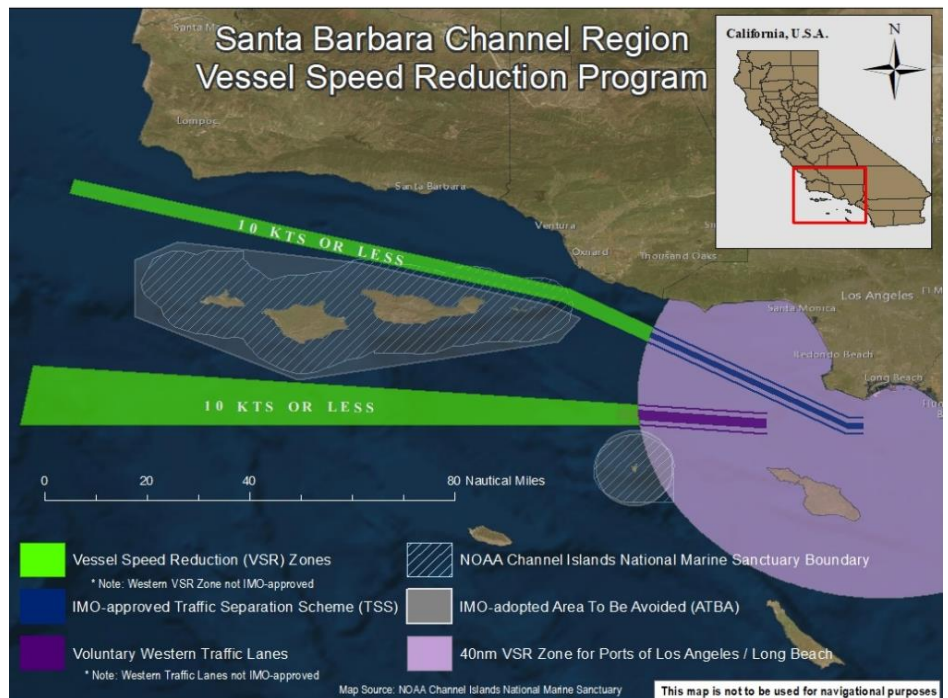 Santa Barbara Channel Region
Vessel Speed Reduction Program
California, U.S.A.
N
Lompoc
Santa Barbara
Ventura
Oxnard
Thousand Oaks
Santa Monica
Los Angeles
Redondo Beach
Long Beach
10 KTS OR LESS
10 KTS OR LESS
0 20 40 80 Nautical Miles
Vessel Speed Reduction (VSR) Zones
* Note: Western VSR Zone not IMO-approved
IMO-approved Traffic Separation Scheme (TSS)
Voluntary Western Traffic Lanes
* Note: Western Traffic Lanes not IMO-approved
NOAA Channel Islands National Marine Sanctuary Boundary
IMO-adopted Area To Be Avoided (ATBA)
40nm VSR Zone for Ports of Los Angeles / Long Beach
Map Source: NOAA Channel Islands National Marine Sanctuary
This map is not to be used for navigational purposes